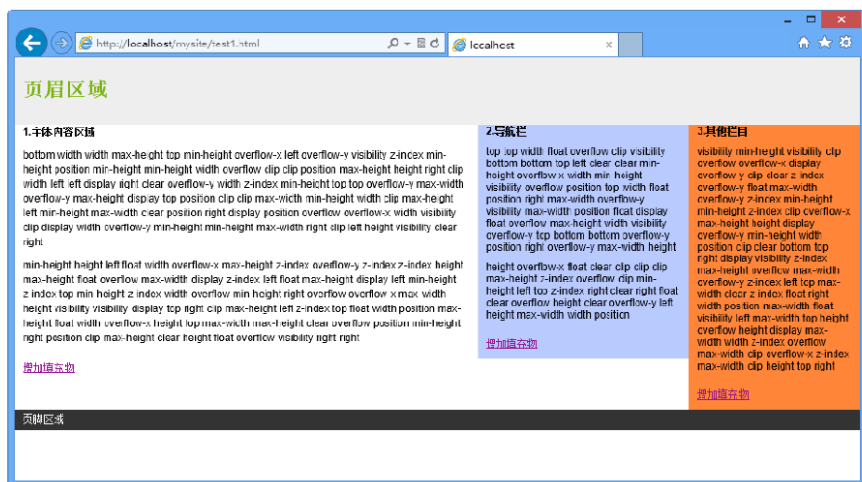 http://localhost/mysite/test1.html
localhost
页眉区域
1.主体内容区域
bottom width width max-height top min-height overflow-x left overflow-y visibility z-index min-
height position min-height min-height width overflow clip clip position max-height height right clip
width left left display right clear overflow-y width z-index min-height top top overflow-y max-width
overflow-y max-height display top position clip clip max-width min-height width clip max-height
left min-height max-width clear position right display position overflow overflow-x width visibility
clip display width overflow-y min-height min-height max-width right clip left height visibility clear
right
min-height height left float width overflow-x max-height z-index overflow-y z-index z-index height
max-height float overflow max-width display z-index left float max-height display left min-height
z-index top min-height z-index width overflow min-height right overflow overflow-x max-width
height visibility visibility display top right clip max-height left z-index top float width position max-
height float width overflow-x height top max-width max-height clear overflow position min-height
right position clip max-height clear height float overflow visibility right right
增加填充物
2.导航栏
top top width float overflow clip visibility
bottom bottom top left clear clear min-
height overflow-x width min-height
visibility overflow position top width float
position right max-width overflow-y
visibility max-width position float display
float overflow max-height visibility width
overflow-y top bottom bottom overflow-y
position right overflow-y max-width height
height overflow-x float clear clip clip clip
max-height z-index overflow clip min-
height left top z-index right clear right float
clear overflow height clear overflow-y left
height max-width width position
增加填充物
3.其他栏目
visibility min-height visibility clip
overflow overflow-x display
overflow-y clip clear z-index
overflow-y float max-width
overflow-y z-index min-height
min-height z-index clip overflow-x
max-height height display
overflow-y min-height width
position clip clear bottom top
right display visibility z-index
max-height overflow max-width
overflow-y z-index left top max-
width clear z-index float right
width position max-width float
visibility left max-width top height
overflow height display max-
width width z-index overflow
max-width clip overflow-x z-index
max-width clip height top right
增加填充物
页脚区域